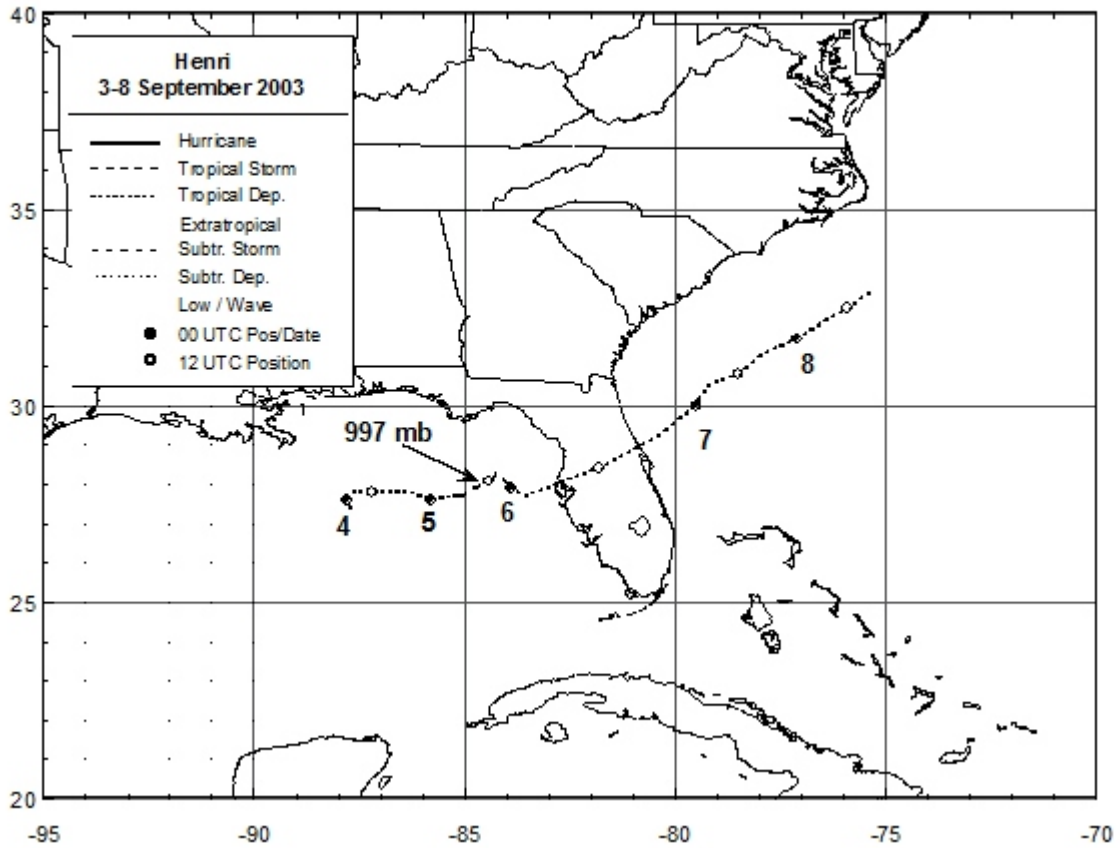 40
Henri
3-8 September 2003
Hurricane
Tropical Storm
Tropical Dep.
Extratropical
Subtr. Storm
Subtr. Dep.
Low / Wave
00 UTC Pos/Date
12 UTC Position
35
8
30
997 mb
7
4
5
6
25
20
-95 -90 -85 -80 -75 -70